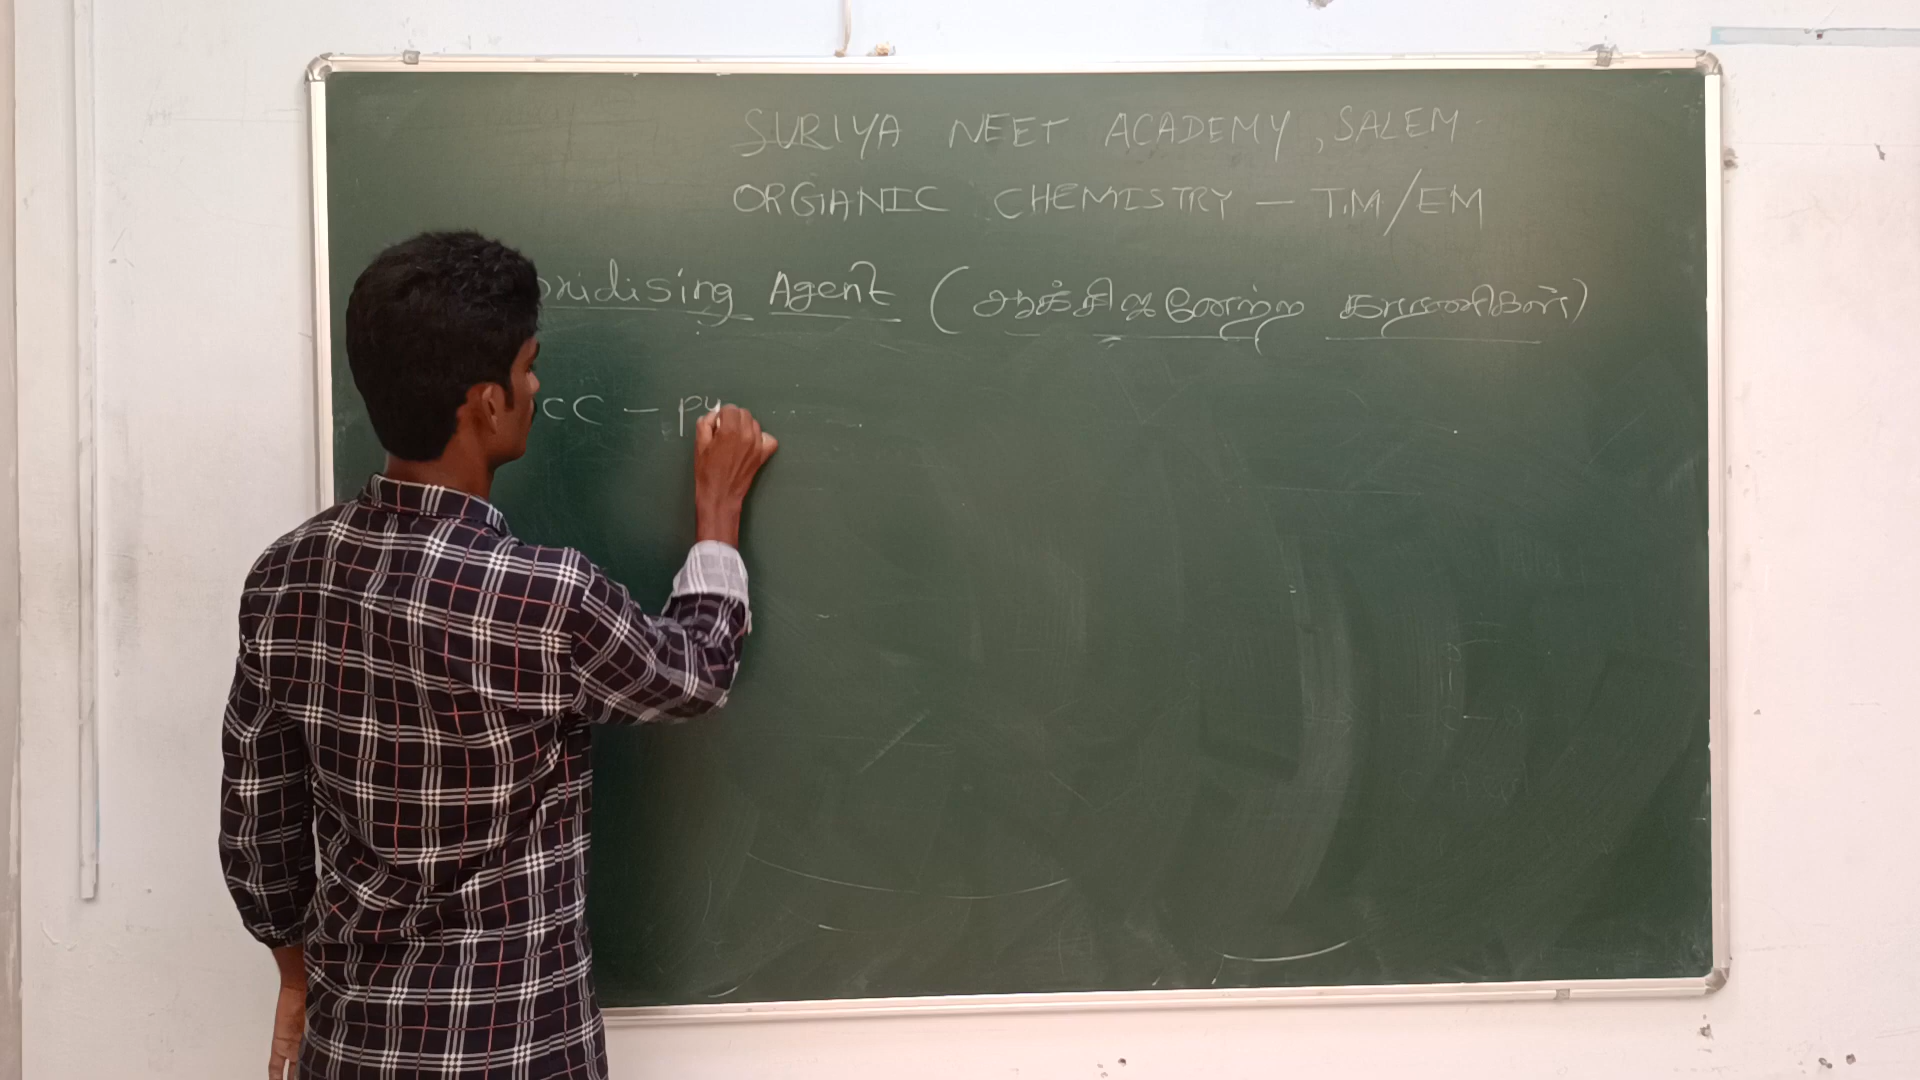 SURIYA NEET ACADEMY, SALEM.
ORGANIC CHEMISTRY – T.M/EM
oxidising Agent (ஆக்சிஜனேற்ற காரணிகள்)
CC – py